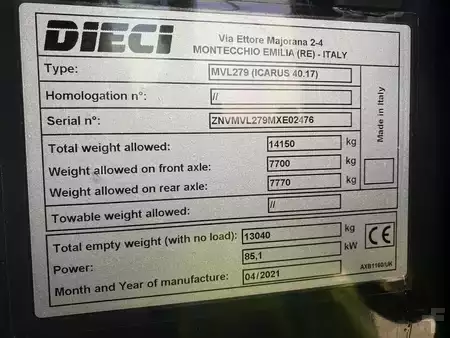 DIECI
Via Ettore Majorana 2-4
MONTECCHIO EMILIA (RE) - ITALY
Type: MVL279 (ICARUS 40.17)
Homologation n°: //
Serial n°: ZNVMVL279MXE02476
Made in Italy
Total weight allowed: 14150 kg
Weight allowed on front axle: 7700 kg
Weight allowed on rear axle: 7770 kg
Towable weight allowed: //
Total empty weight (with no load): 13040 kg
Power: 85,1 kW
Month and Year of manufacture: 04/2021
CE
AXB1160/UK